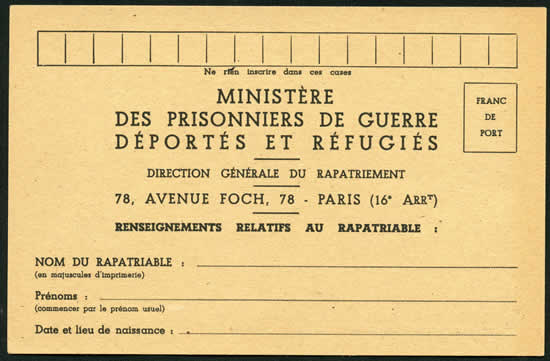 Ne rien inscrire dans ces cases
MINISTÈRE
DES PRISONNIERS DE GUERRE
DÉPORTÉS ET RÉFUGIÉS
FRANC
DE
PORT
DIRECTION GÉNÉRALE DU RAPATRIEMENT
78, AVENUE FOCH, 78 - PARIS (16e ARRT)
RENSEIGNEMENTS RELATIFS AU RAPATRIABLE :
NOM DU RAPATRIABLE :
(en majuscules d'imprimerie)
Prénoms :
(commencer par le prénom usuel)
Date et lieu de naissance :